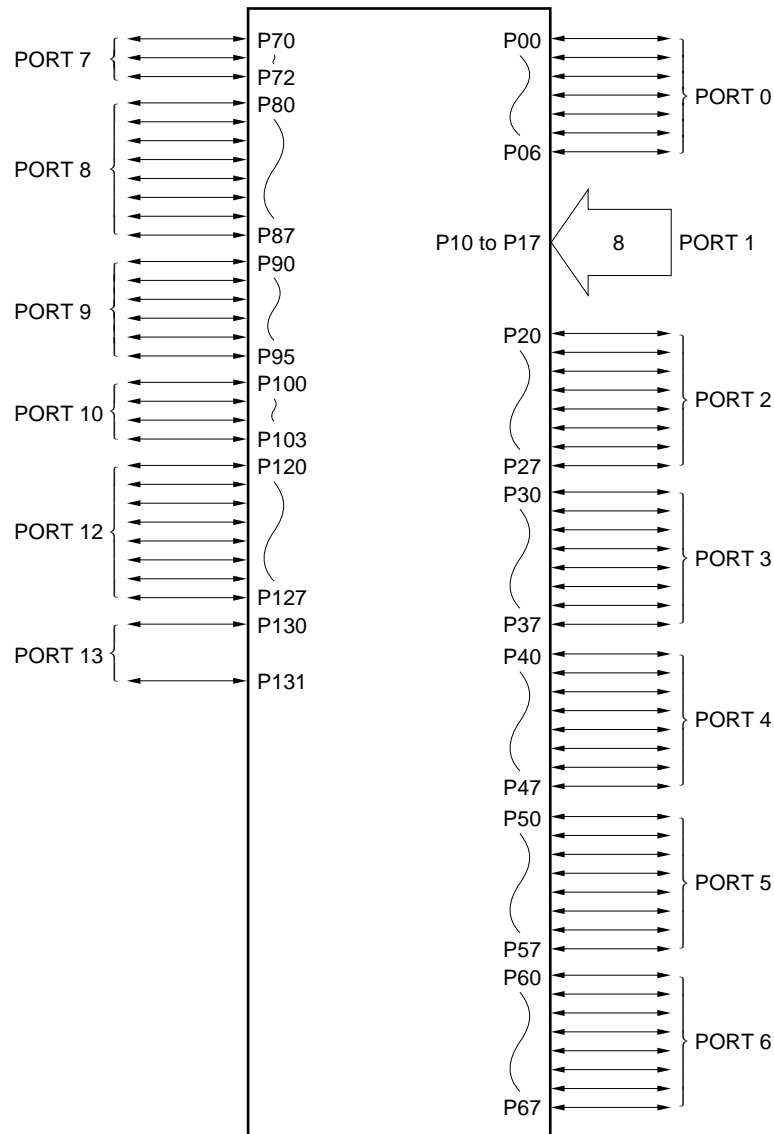 PORT 7
P70
~
P72
PORT 8
P80
P87
PORT 9
P90
P95
PORT 10
P100
~
P103
PORT 12
P120
P127
PORT 13
P130
P131
P00
P06
PORT 0
P10 to P17
8
PORT 1
P20
P27
PORT 2
P30
P37
PORT 3
P40
P47
PORT 4
P50
P57
PORT 5
P60
P67
PORT 6